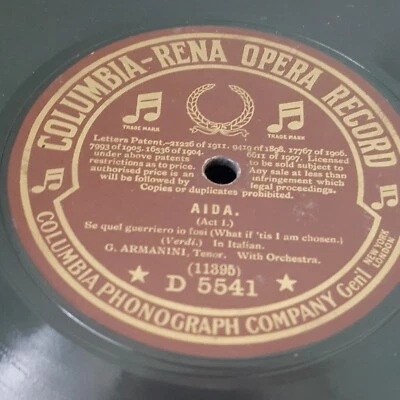 COLUMBIA-RENA OPERA RECORD
TRADE MARK
TRADE MARK
Letters Patent.-21926 of 1911. 9419 of 1898. 17767 of 1906.
7993 of 1905. 16536 of 1904. 6611 of 1907. Licensed
under above patents to be sold subject to
restrictions as to price. Any sale at less than
authorised price is an infringement which
will be followed by legal proceedings.
Copies or duplicates prohibited.
AIDA.
(Act I.)
Se quel guerriero io fosi (What if 'tis I am chosen.)
(Verdi.) In Italian.
G. ARMANINI, Tenor. With Orchestra.
(11395)
D 5541
COLUMBIA PHONOGRAPH COMPANY Gen'l
NEW YORK
LONDON